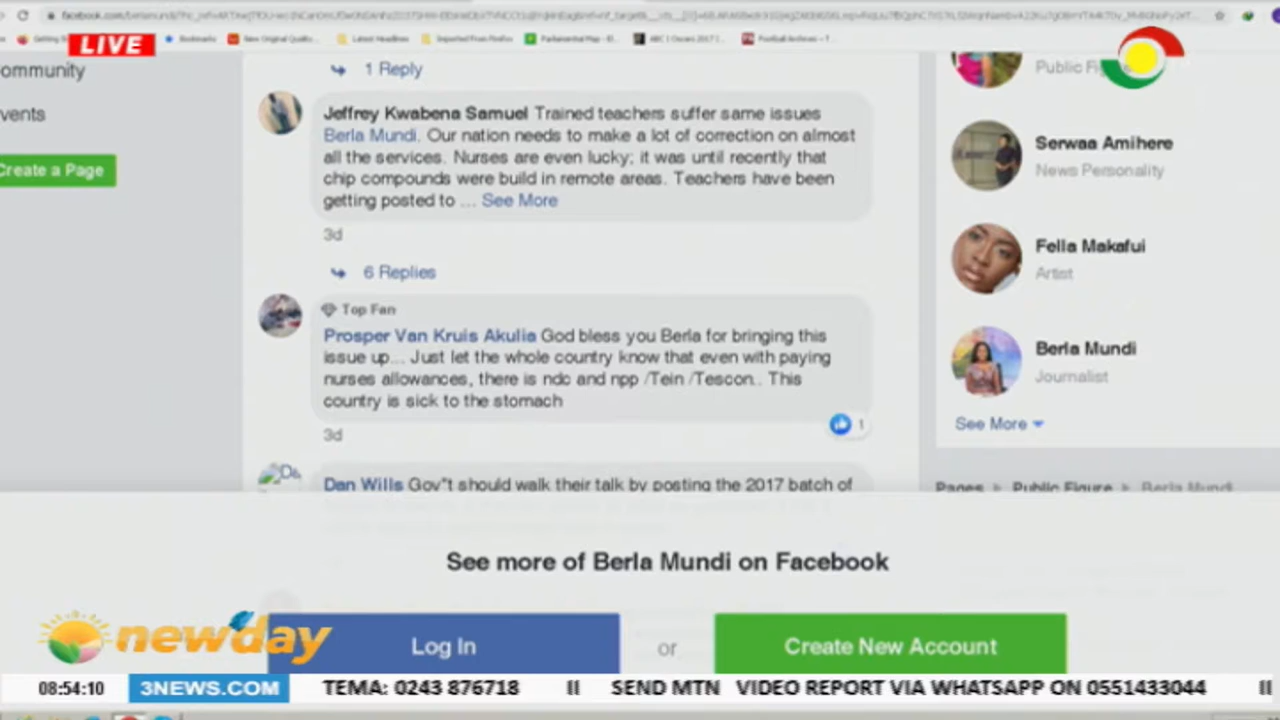 LIVE
1 Reply
ommunity
vents
Create a Page
Jeffrey Kwabena Samuel Trained teachers suffer same issues
Berla Mundi. Our nation needs to make a lot of correction on almost
all the services. Nurses are even lucky; it was until recently that
chip compounds were build in remote areas. Teachers have been
getting posted to ... See More
3d
6 Replies
Top Fan
Prosper Van Kruis Akulia God bless you Berla for bringing this
issue up... Just let the whole country know that even with paying
nurses allowances, there is ndc and npp /Tein /Tescon.. This
country is sick to the stomach
1
3d
Dan Wills Gov"t should walk their talk by posting the 2017 batch of
Public
Serwaa Amihere
News Personality
Fella Makafui
Artist
Berla Mundi
Journalist
See More
Pages Public Figure Berla Mundi
See more of Berla Mundi on Facebook
Log In or Create New Account
newday
08:54:10 3NEWS.COM TEMA: 0243 876718 || SEND MTN VIDEO REPORT VIA WHATSAPP ON 0551433044 ||